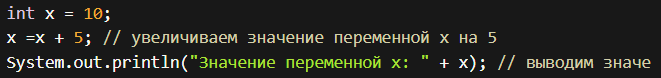 int x = 10;
x =x + 5; // увеличиваем значение переменной x на 5
System.out.println("Значение переменной x: " + x); // выводим значе